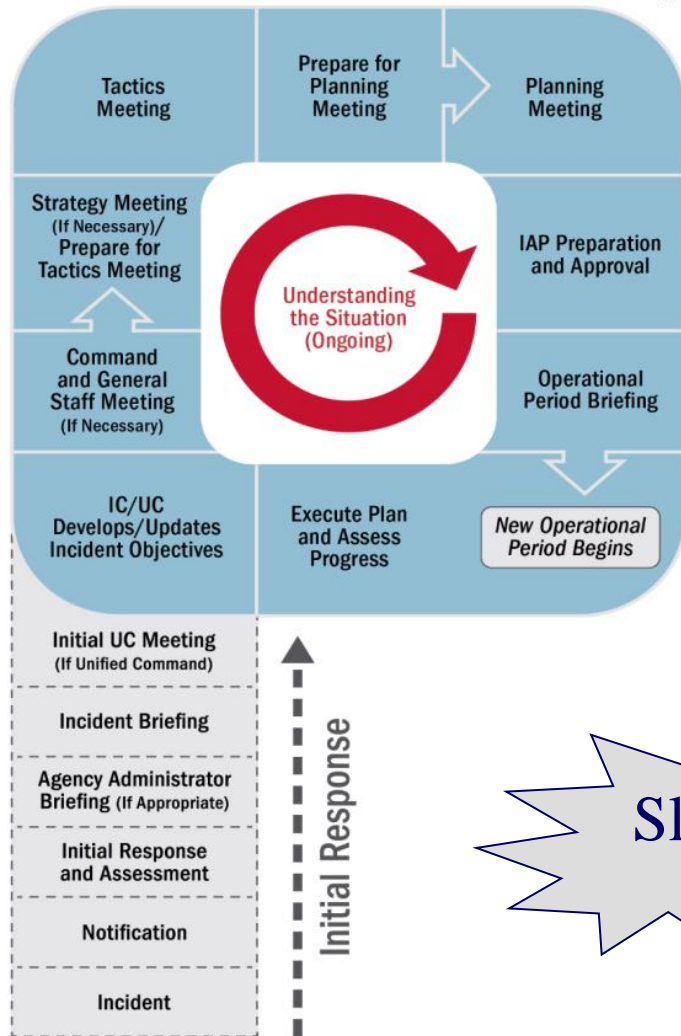 Tactics
Meeting
Prepare for
Planning
Meeting
Planning
Meeting
Strategy Meeting
(If Necessary)/
Prepare for
Tactics Meeting
Understanding
the Situation
(Ongoing)
IAP Preparation
and Approval
Command
and General
Staff Meeting
(If Necessary)
Operational
Period Briefing
IC/UC
Develops/Updates
Incident Objectives
Execute Plan
and Assess
Progress
New Operational
Period Begins
Initial UC Meeting
(If Unified Command)
Incident Briefing
Agency Administrator
Briefing (If Appropriate)
Initial Response
and Assessment
Notification
Incident
Initial Response